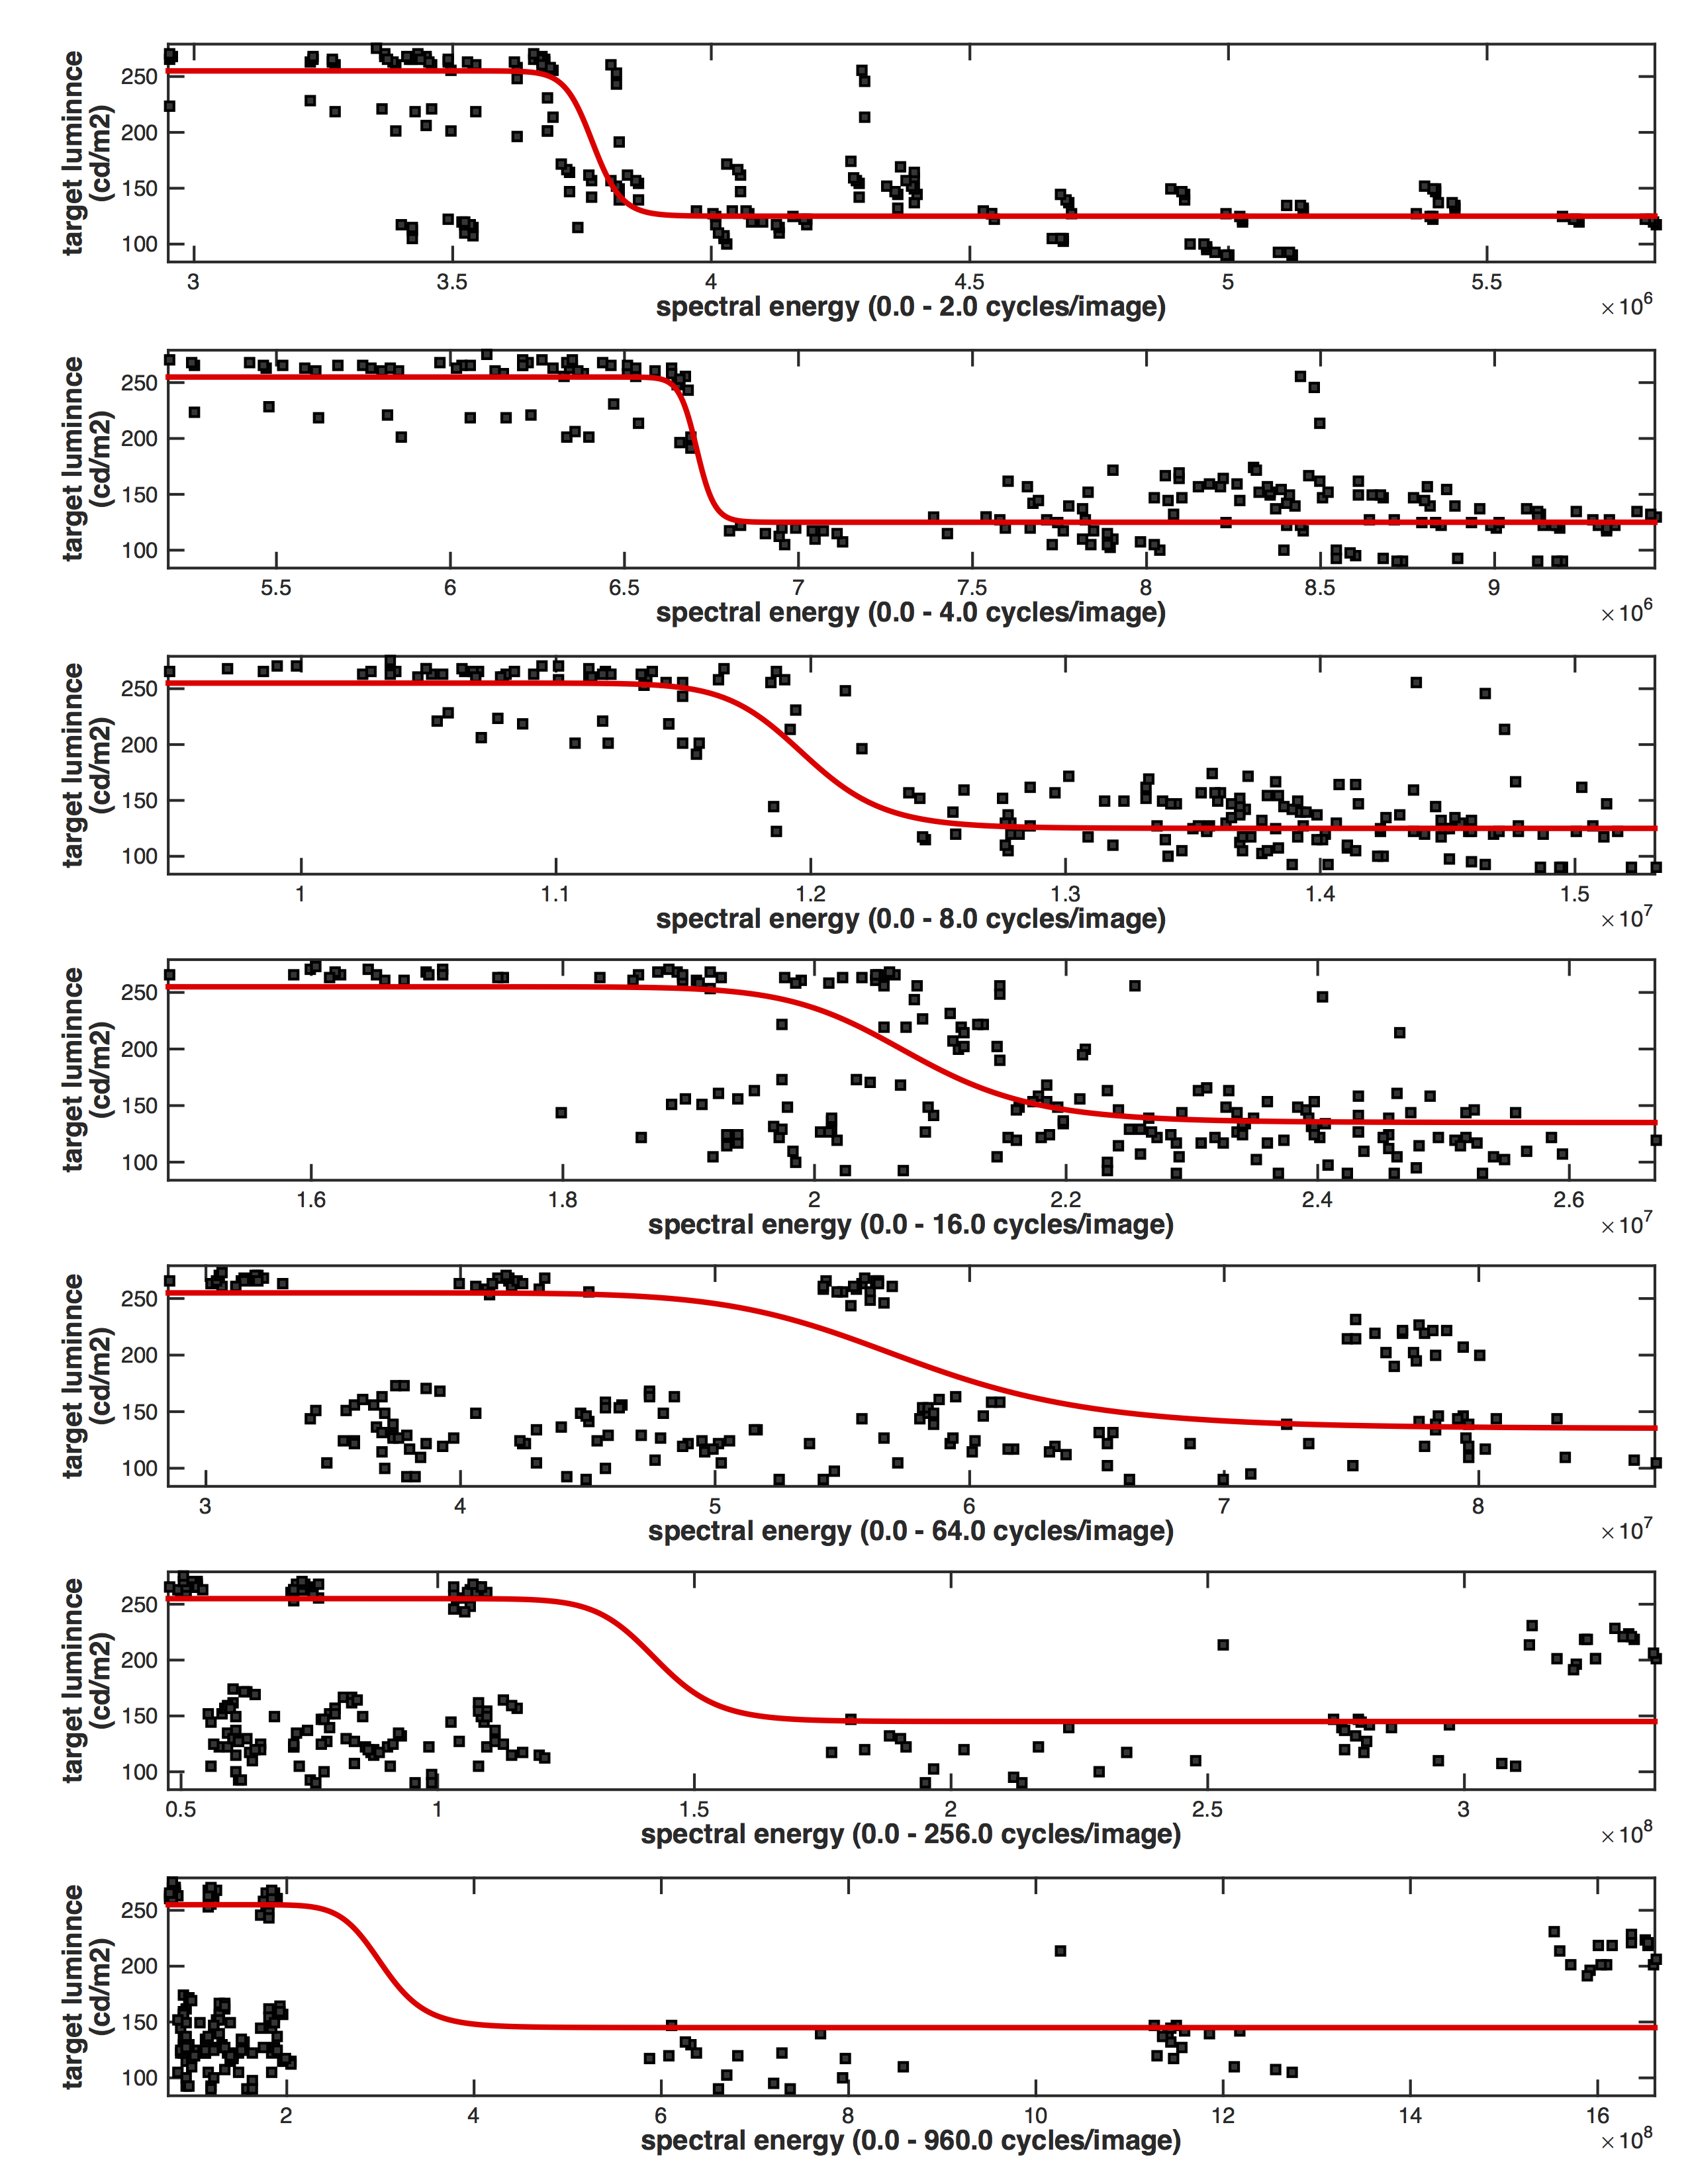 target luminnce
(cd/m2)
250
200
150
100
3 3.5 4 4.5 5 5.5
spectral energy (0.0 - 2.0 cycles/image)
×10^6
target luminnce
(cd/m2)
250
200
150
100
5.5 6 6.5 7 7.5 8 8.5 9
spectral energy (0.0 - 4.0 cycles/image)
×10^6
target luminnce
(cd/m2)
250
200
150
100
1 1.1 1.2 1.3 1.4 1.5
spectral energy (0.0 - 8.0 cycles/image)
×10^7
target luminnce
(cd/m2)
250
200
150
100
1.6 1.8 2 2.2 2.4 2.6
spectral energy (0.0 - 16.0 cycles/image)
×10^7
target luminnce
(cd/m2)
250
200
150
100
3 4 5 6 7 8
spectral energy (0.0 - 64.0 cycles/image)
×10^7
target luminnce
(cd/m2)
250
200
150
100
0.5 1 1.5 2 2.5 3
spectral energy (0.0 - 256.0 cycles/image)
×10^8
target luminnce
(cd/m2)
250
200
150
100
2 4 6 8 10 12 14 16
spectral energy (0.0 - 960.0 cycles/image)
×10^8